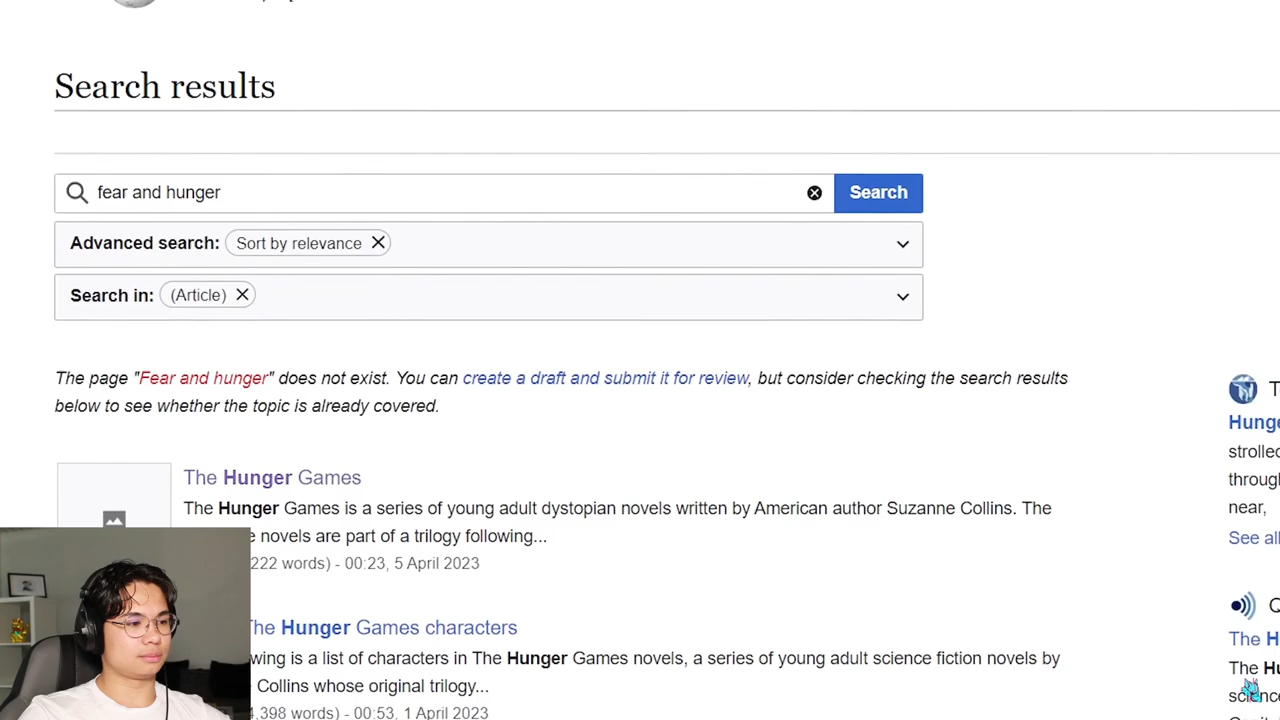 Search results
fear and hunger
Search
Advanced search: Sort by relevance
Search in: (Article)
The page "Fear and hunger" does not exist. You can create a draft and submit it for review, but consider checking the search results
below to see whether the topic is already covered.
The Hunger Games
The Hunger Games is a series of young adult dystopian novels written by American author Suzanne Collins. The
novels are part of a trilogy following...
222 words) - 00:23, 5 April 2023
The Hunger Games characters
wing is a list of characters in The Hunger Games novels, a series of young adult science fiction novels by
Collins whose original trilogy...
4,398 words) - 00:53, 1 April 2023
Hunge
strolled
through
near,
See all
The H
The Hu
science